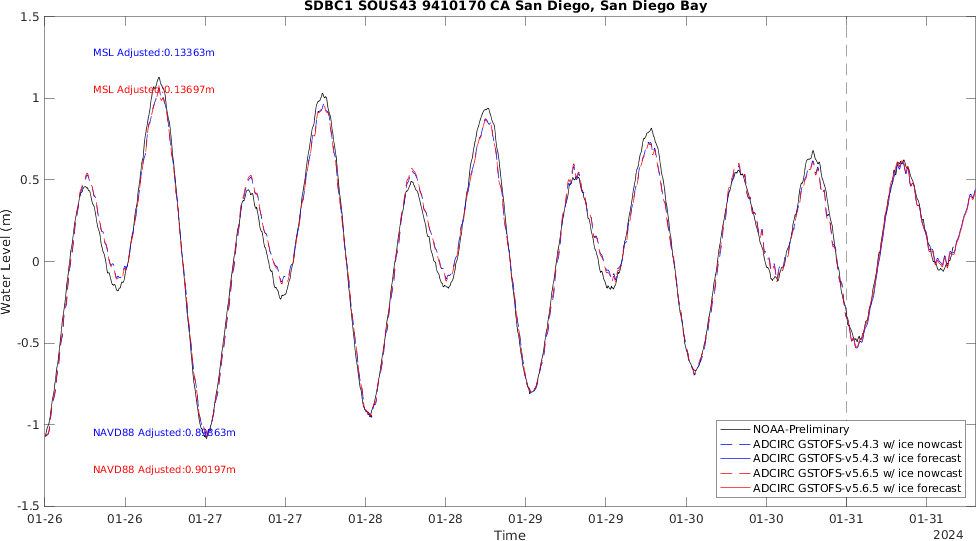 SDBC1 SOUS43 9410170 CA San Diego, San Diego Bay
1.5
MSL Adjusted:0.13363m
MSL Adjusted:0.13697m
1
0.5
Water Level (m)
0
-0.5
-1
NAVD88 Adjusted:0.89863m
NAVD88 Adjusted:0.90197m
-1.5
NOAA-Preliminary
ADCIRC GSTOFS-v5.4.3 w/ ice nowcast
ADCIRC GSTOFS-v5.4.3 w/ ice forecast
ADCIRC GSTOFS-v5.6.5 w/ ice nowcast
ADCIRC GSTOFS-v5.6.5 w/ ice forecast
01-26 01-26 01-27 01-27 01-28 01-28 01-29 01-29 01-30 01-30 01-31 01-31
Time
2024